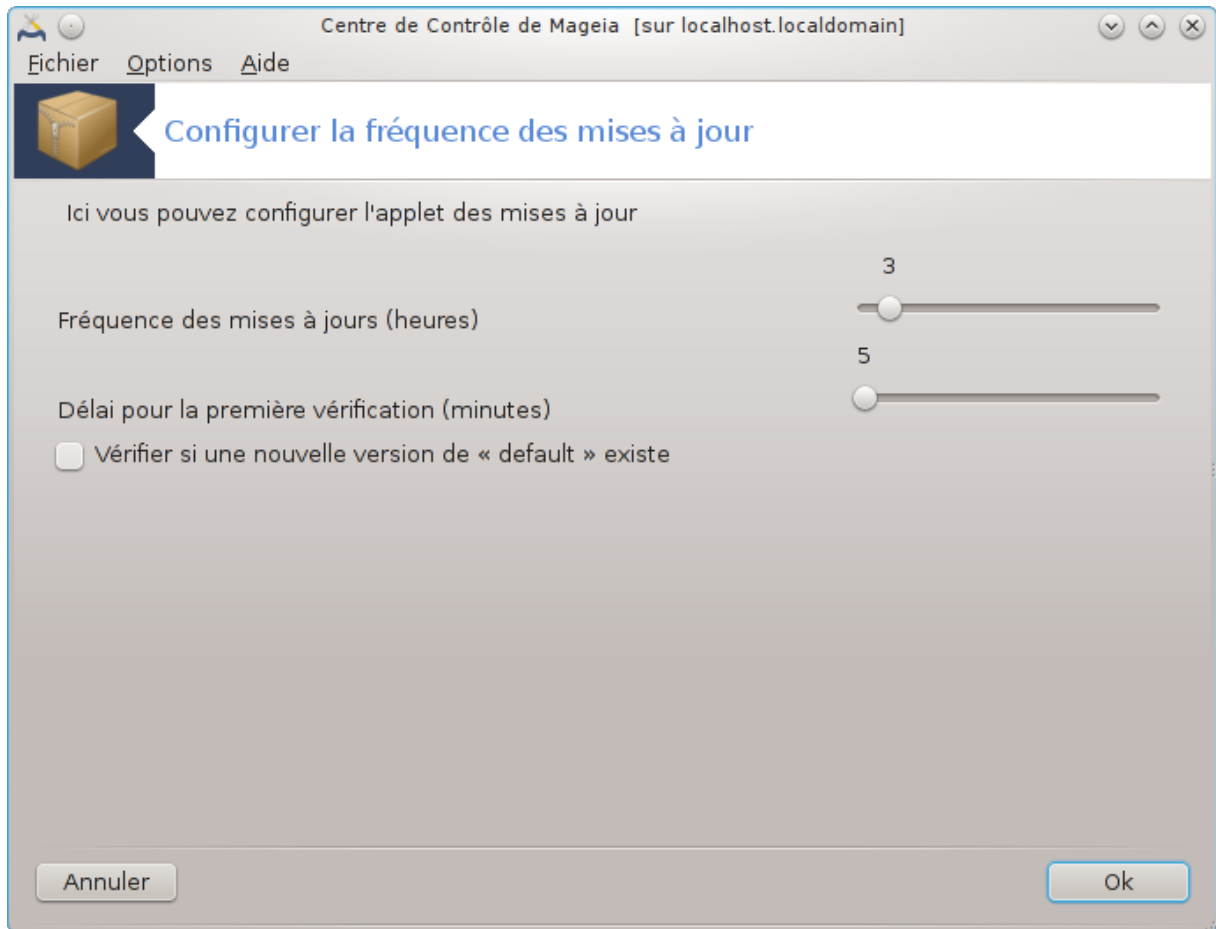 Centre de Contrôle de Mageia [sur localhost.localdomain]
Fichier Options Aide
Configurer la fréquence des mises à jour
Ici vous pouvez configurer l'applet des mises à jour
3
Fréquence des mises à jours (heures)
5
Délai pour la première vérification (minutes)
Vérifier si une nouvelle version de « default » existe
Annuler Ok